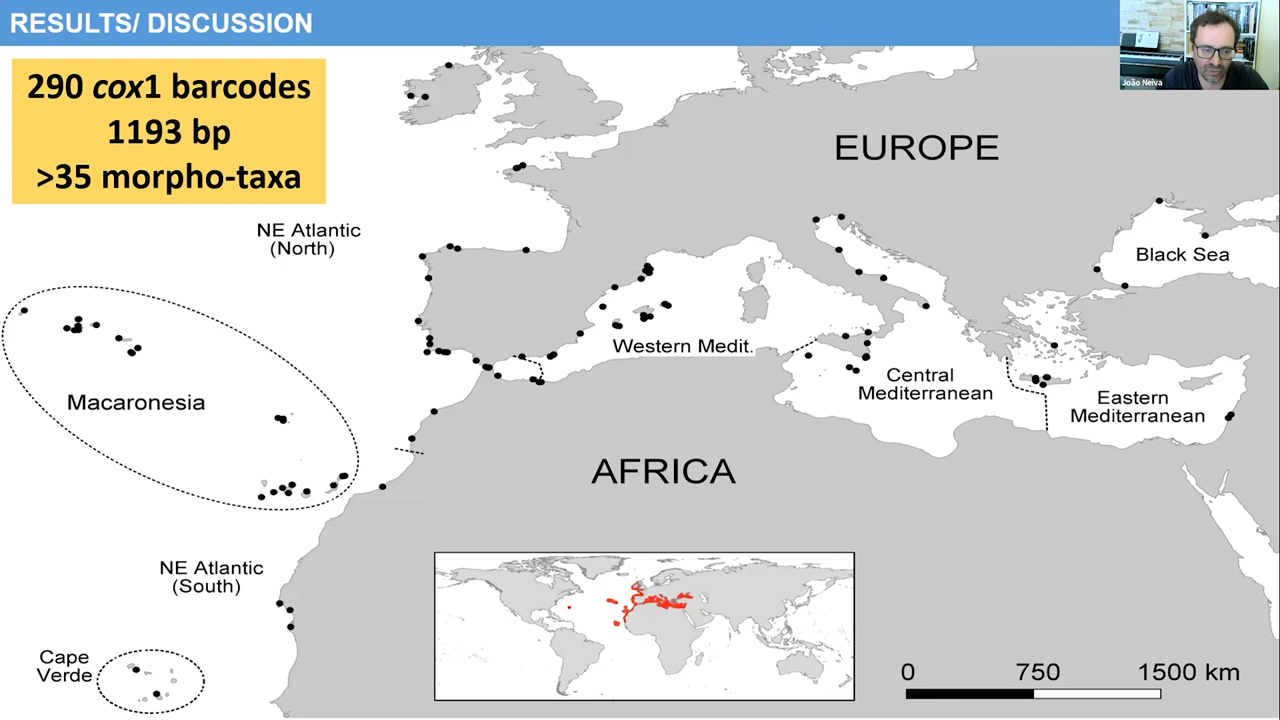 RESULTS/ DISCUSSION
João Neiva
290 cox1 barcodes
1193 bp
>35 morpho-taxa
EUROPE
NE Atlantic
(North)
Black Sea
Western Medit.
Central
Mediterranean
Eastern
Mediterranean
Macaronesia
AFRICA
NE Atlantic
(South)
Cape
Verde
0 750 1500 km